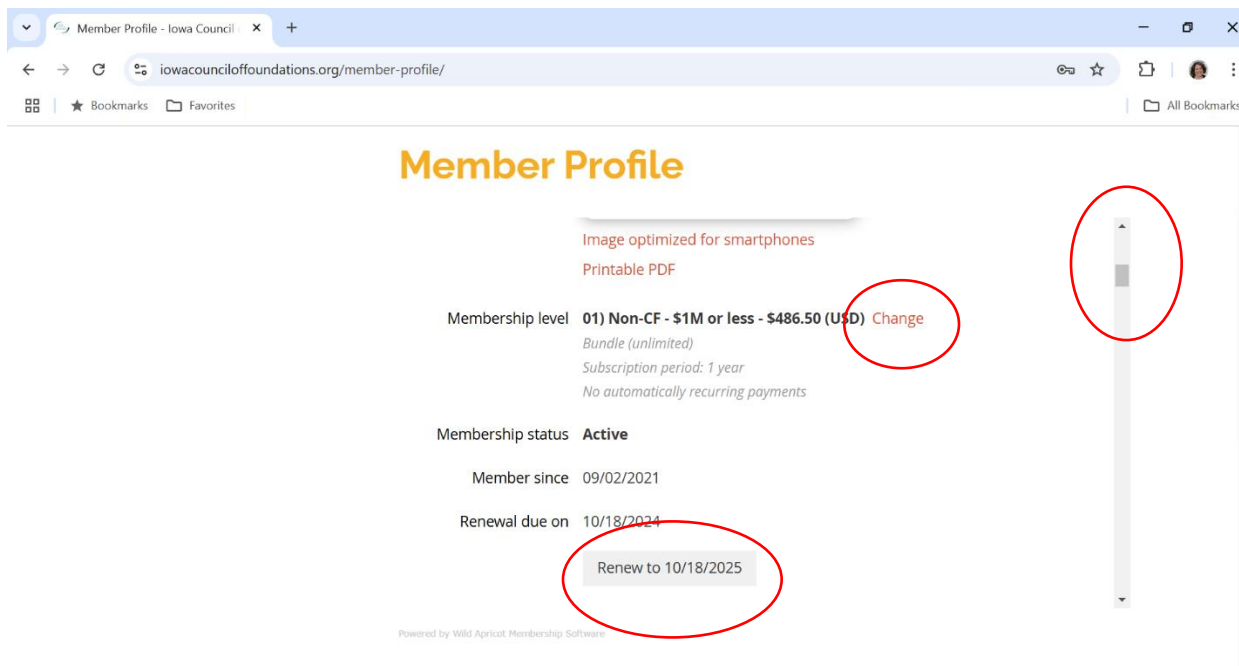 Member Profile - Iowa Council
iowacounciloffoundations.org/member-profile/
Bookmarks Favorites All Bookmarks
Member Profile
Image optimized for smartphones
Printable PDF
Membership level 01) Non-CF - $1M or less - $486.50 (USD) Change
Bundle (unlimited)
Subscription period: 1 year
No automatically recurring payments
Membership status Active
Member since 09/02/2021
Renewal due on 10/18/2024
Renew to 10/18/2025
Powered by Wild Apricot Membership Software